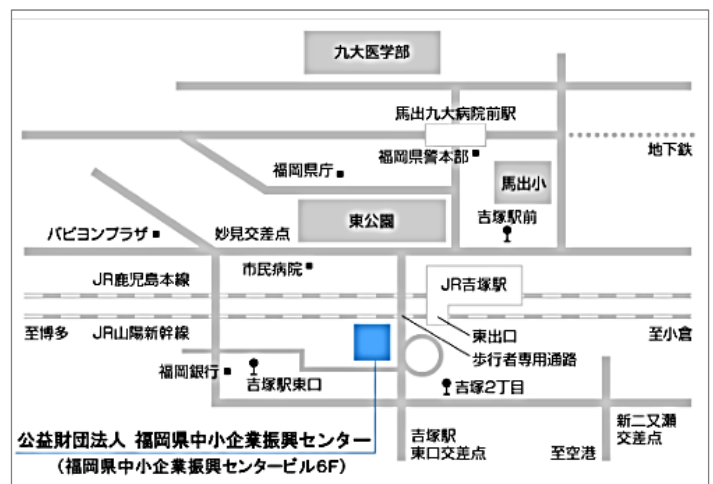 九大医学部
馬出九大病院前駅
福岡県警本部
地下鉄
福岡県庁
馬出小
東公園
吉塚駅前
パピヨンプラザ
妙見交差点
市民病院
JR鹿児島本線
JR吉塚駅
至博多
JR山陽新幹線
東出口
至小倉
歩行者専用通路
福岡銀行
吉塚駅東口
吉塚2丁目
公益財団法人 福岡県中小企業振興センター
(福岡県中小企業振興センタービル6F)
吉塚駅
東口交差点
至空港
新二又瀬
交差点